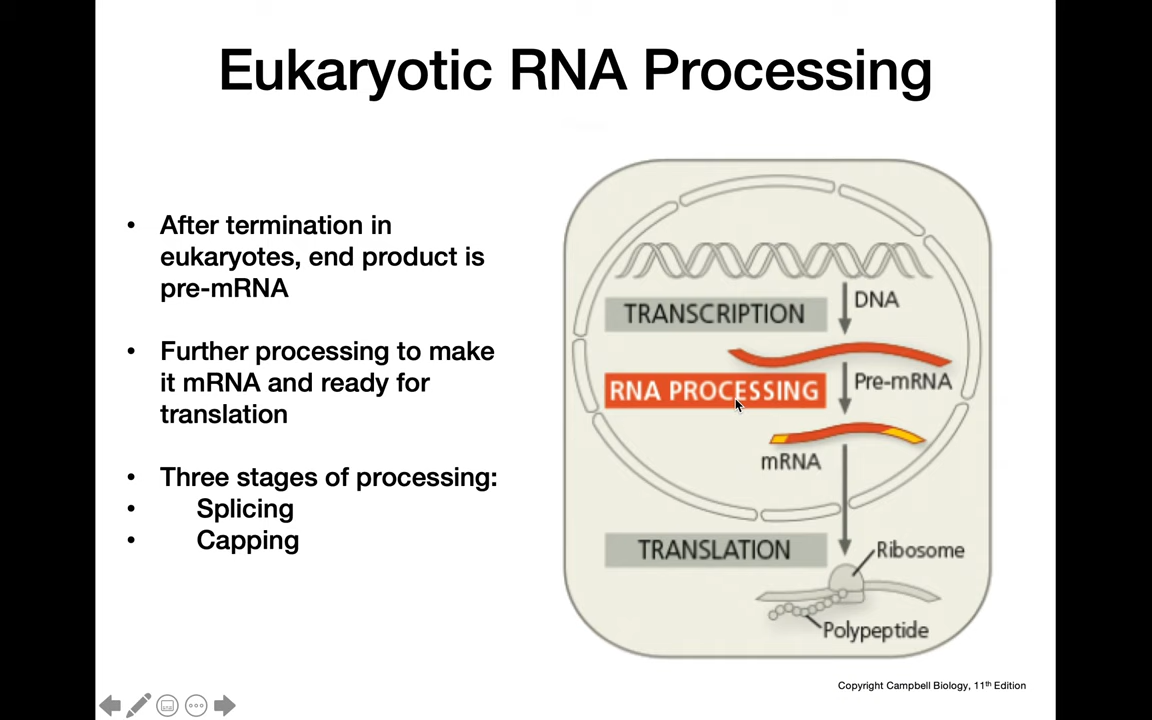 Eukaryotic RNA Processing
• After termination in
eukaryotes, end product is
pre-mRNA
• Further processing to make
it mRNA and ready for
translation
• Three stages of processing:
• Splicing
• Capping
TRANSCRIPTION
DNA
RNA PROCESSING
Pre-mRNA
mRNA
TRANSLATION
Ribosome
Polypeptide
Copyright Campbell Biology, 11th Edition